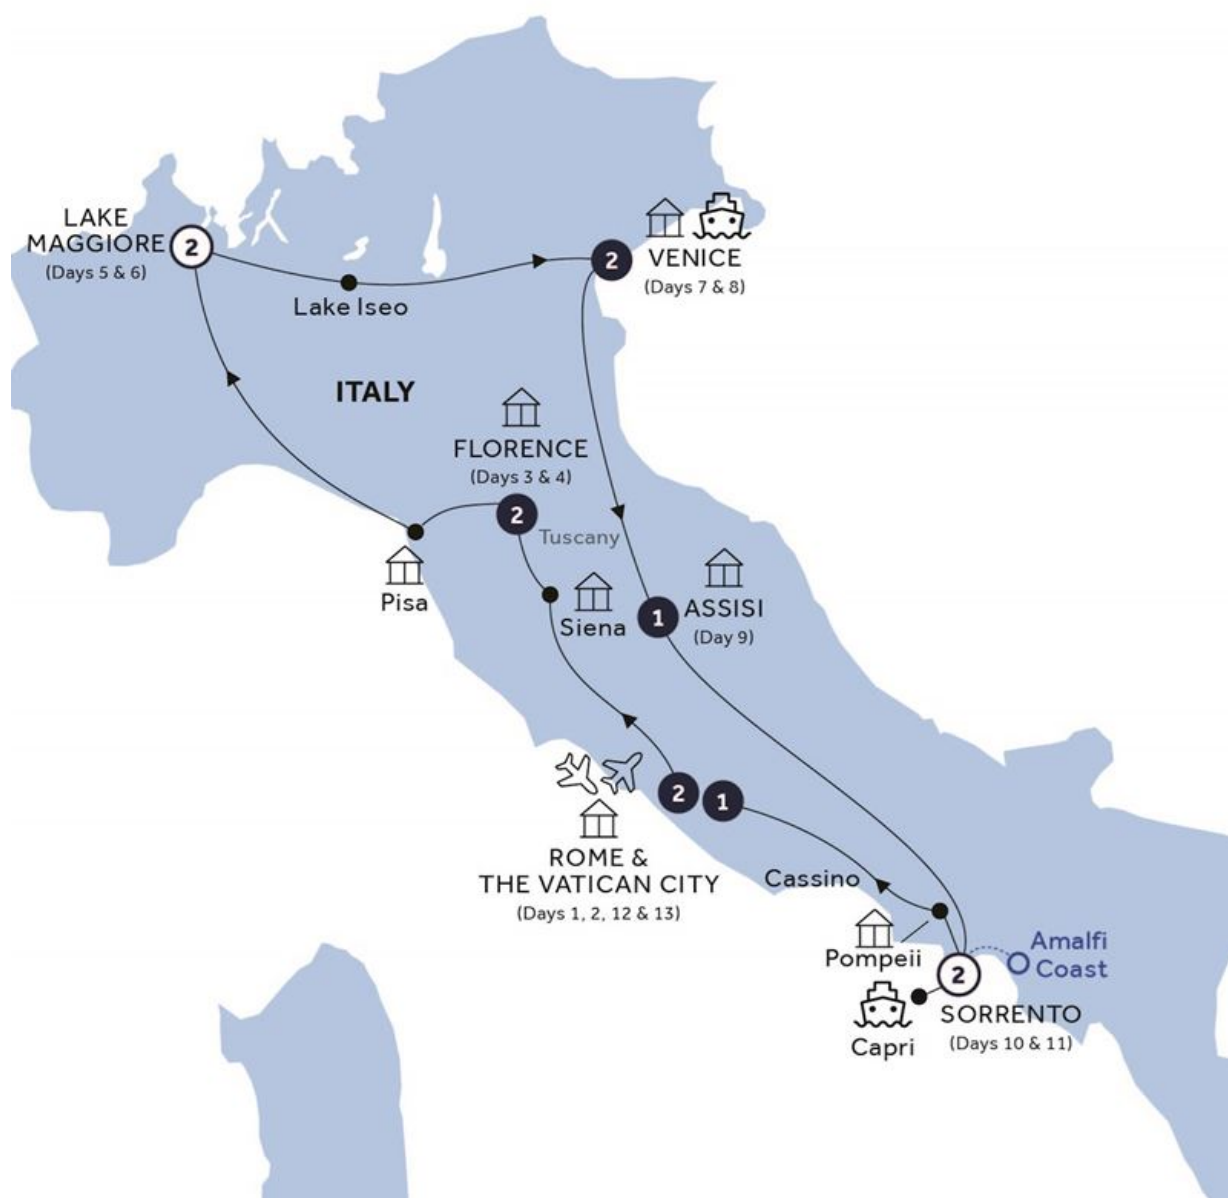 LAKE
MAGGIORE
(Days 5 & 6)
2
Lake Iseo
2
VENICE
(Days 7 & 8)
ITALY
FLORENCE
(Days 3 & 4)
2
Tuscany
Pisa
Siena
1
ASSISI
(Day 9)
2
1
ROME &
THE VATICAN CITY
(Days 1, 2, 12 & 13)
Cassino
Pompeii
Amalfi
Coast
2
SORRENTO
(Days 10 & 11)
Capri